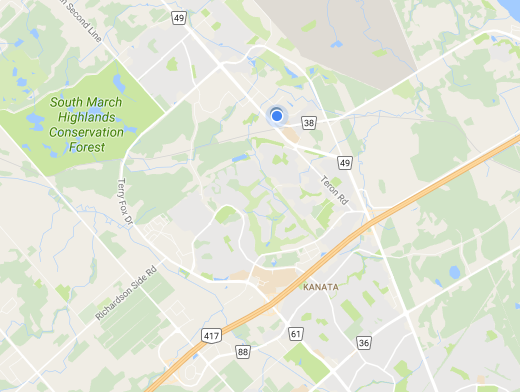 49
Second Line
South March
Highlands
Conservation
Forest
38
49
Teron Rd
Terry Fox Dr
Richardson Side Rd
KANATA
417
61
88
36